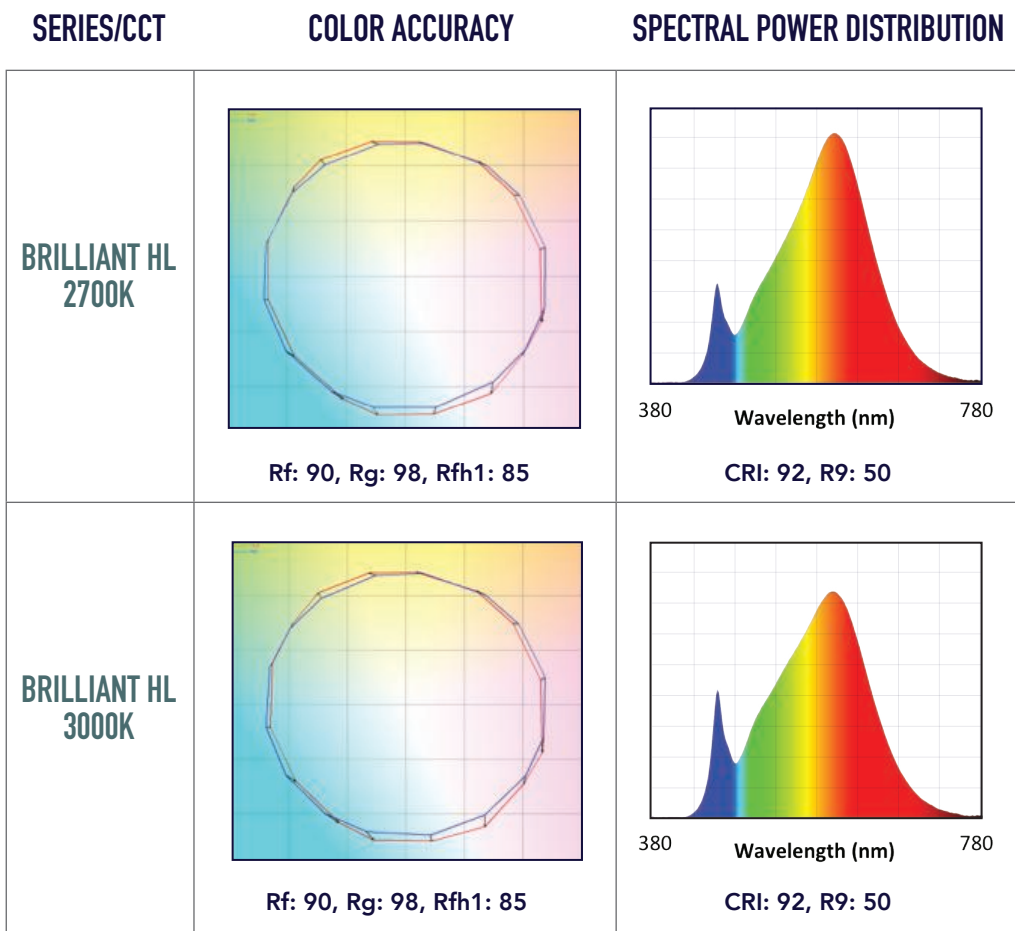 SERIES/CCT
COLOR ACCURACY
SPECTRAL POWER DISTRIBUTION
BRILLIANT HL
2700K
Rf: 90, Rg: 98, Rfh1: 85
380
Wavelength (nm)
780
CRI: 92, R9: 50
BRILLIANT HL
3000K
Rf: 90, Rg: 98, Rfh1: 85
380
Wavelength (nm)
780
CRI: 92, R9: 50